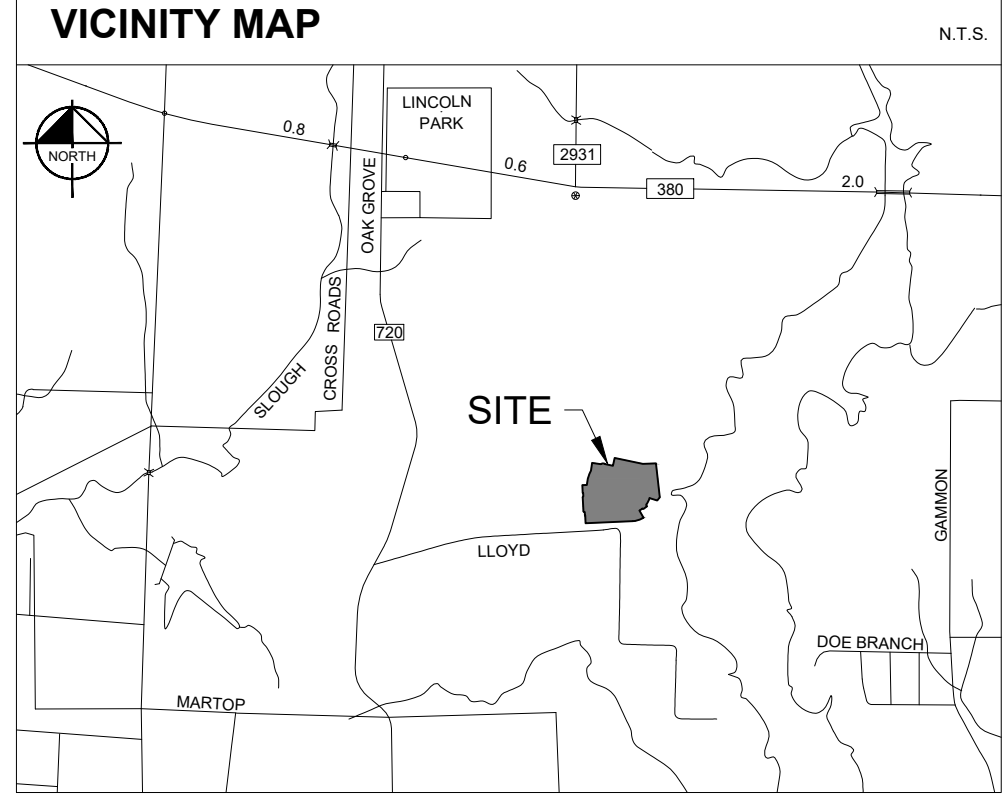 VICINITY MAP
N.T.S.
LINCOLN
PARK
0.8
NORTH
0.6
2931
380
2.0
OAK GROVE
CROSS ROADS
720
SLOUGH
SITE
GAMMON
LLOYD
DOE BRANCH
MARTOP